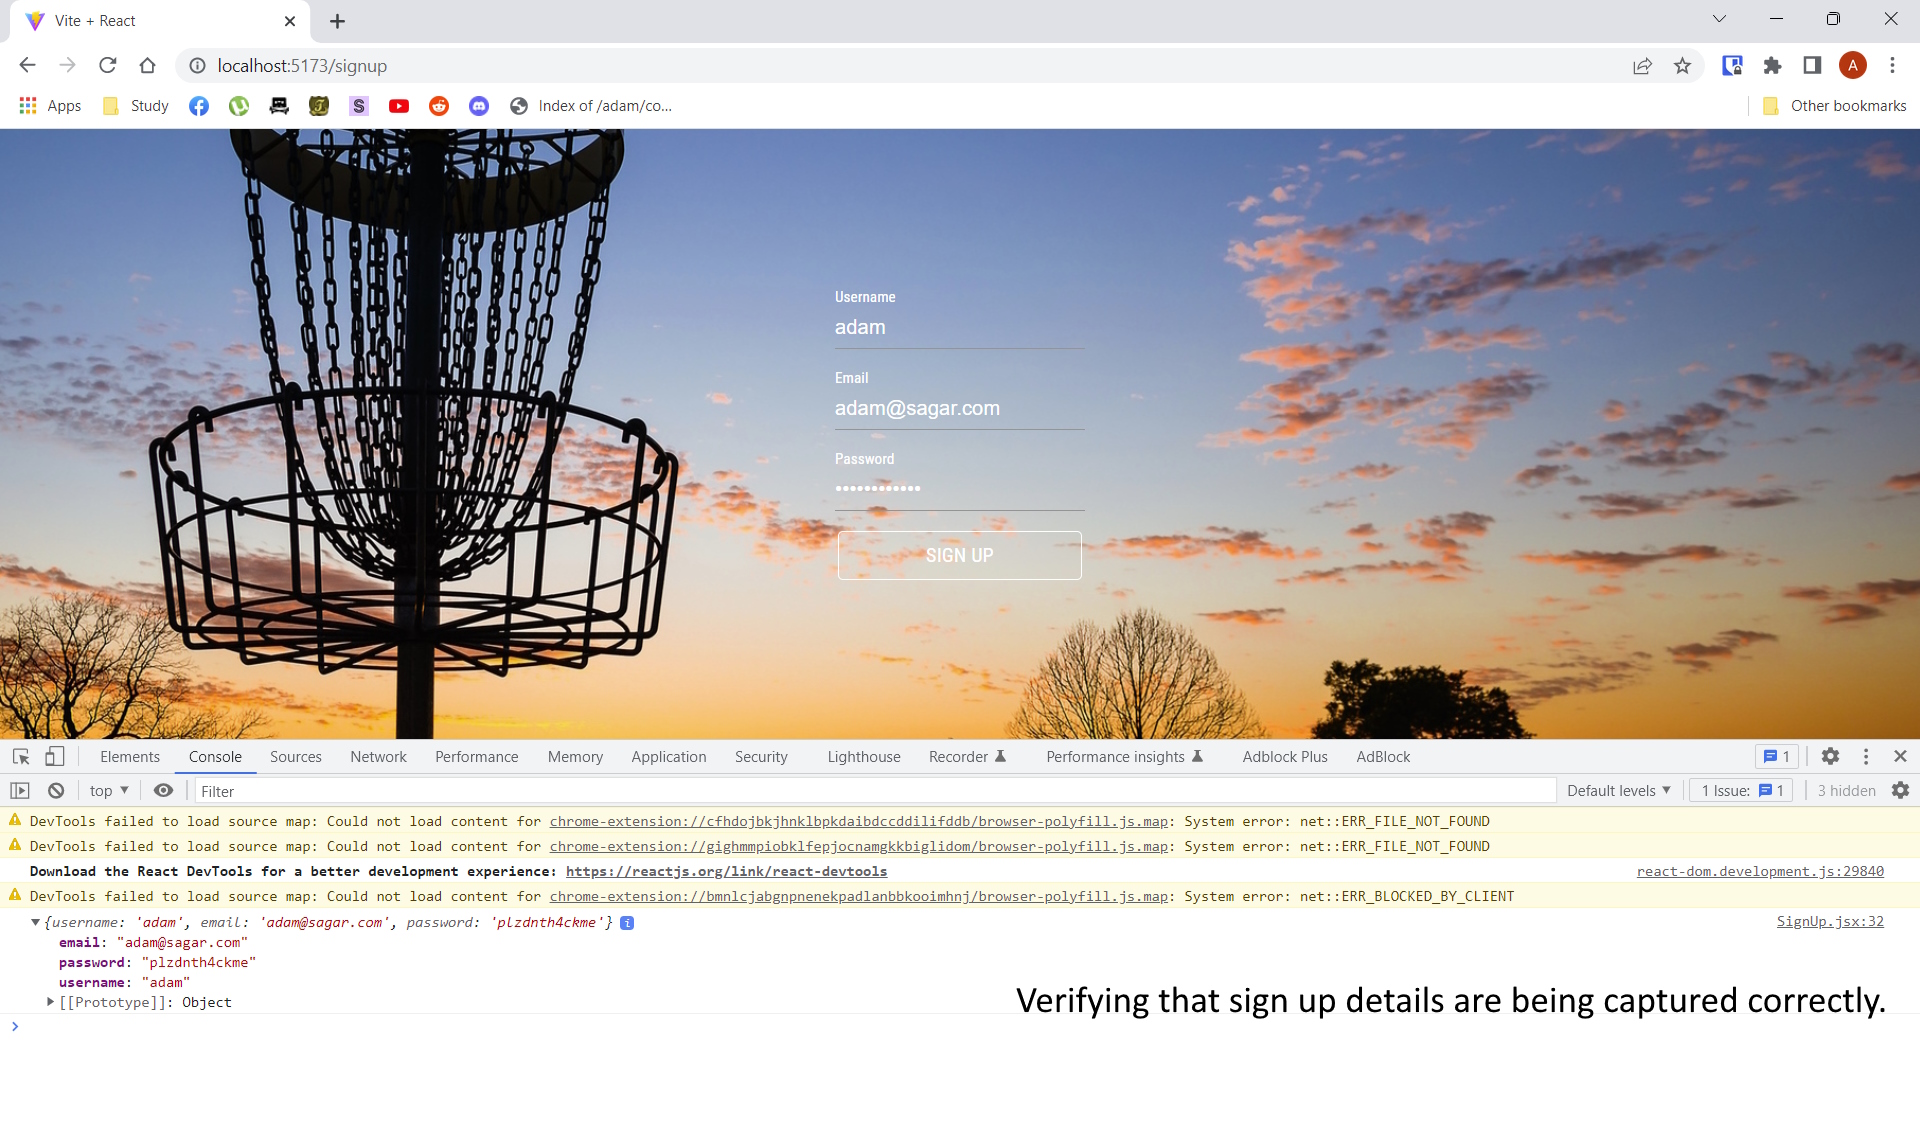 Vite + React
localhost:5173/signup
A
Apps
Study
S
Index of /adam/co...
Other bookmarks
Username
adam
Email
adam@sagar.com
Password
••••••••••••
SIGN UP
Elements Console Sources Network Performance Memory Application Security Lighthouse Recorder Performance insights Adblock Plus AdBlock 1
top Filter Default levels 1 Issue: 1 3 hidden
DevTools failed to load source map: Could not load content for chrome-extension://cfhdojbkjhnklbpkdaibdccddilifddb/browser-polyfill.js.map: System error: net::ERR_FILE_NOT_FOUND
DevTools failed to load source map: Could not load content for chrome-extension://gighmmpiobklfepjocnamgkkbiglidom/browser-polyfill.js.map: System error: net::ERR_FILE_NOT_FOUND
Download the React DevTools for a better development experience: https://reactjs.org/link/react-devtools react-dom.development.js:29840
DevTools failed to load source map: Could not load content for chrome-extension://bmnlcjabgnpnenekpadlanbbkooimhnj/browser-polyfill.js.map: System error: net::ERR_BLOCKED_BY_CLIENT
{username: 'adam', email: 'adam@sagar.com', password: 'plzdnth4ckme'} i SignUp.jsx:32
email: "adam@sagar.com"
password: "plzdnth4ckme"
username: "adam"
[[Prototype]]: Object
Verifying that sign up details are being captured correctly.